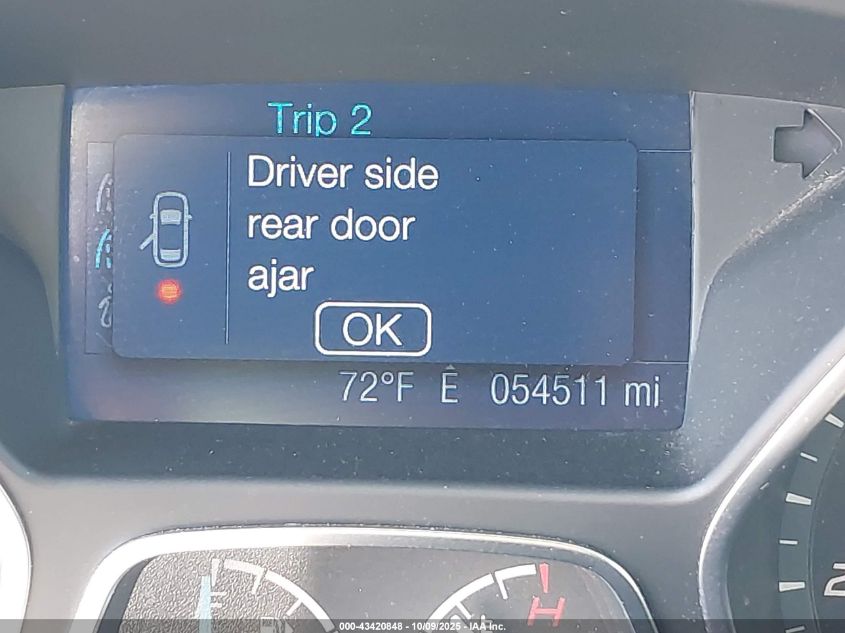 Trip 2
Driver side
rear door
ajar
OK
72°F E 054511 mi
F
H
000-43420848 - 10/09/2025 - IAA Inc.